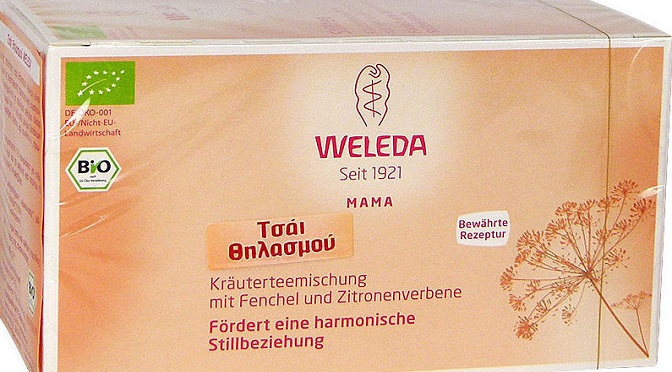 DE-ÖKO-001
EU-/Nicht-EU-
Landwirtschaft
Bio
WELEDA
Seit 1921
MAMA
Τσάι
Θηλασμού
Bewährte
Rezeptur
Kräuterteemischung
mit Fenchel und Zitronenverbene
Fördert eine harmonische
Stillbeziehung